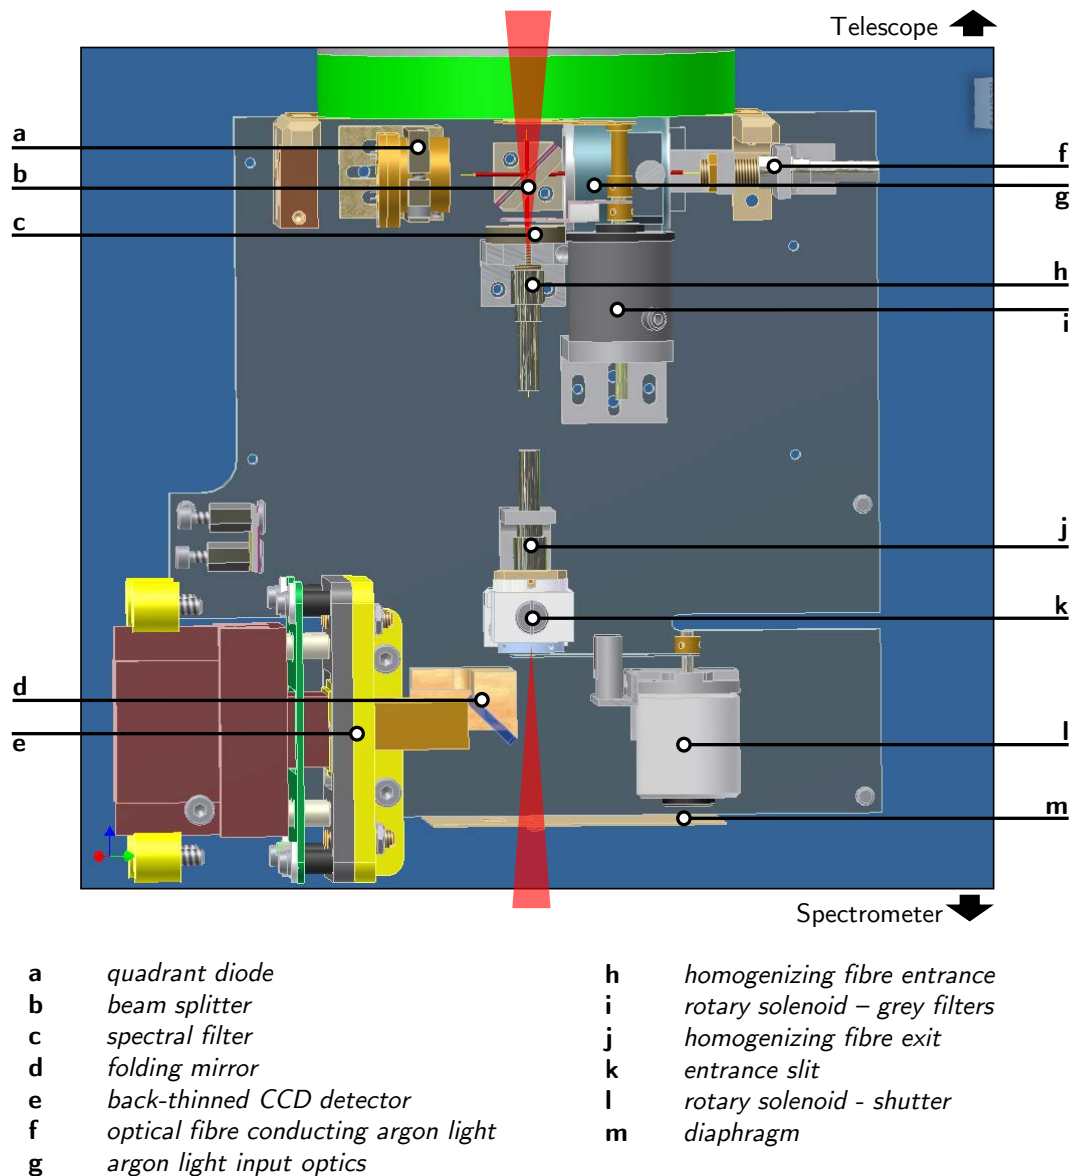 Telescope
a
b
c
d
e
f
g
h
i
j
k
l
m
Spectrometer
a quadrant diode
b beam splitter
c spectral filter
d folding mirror
e back-thinned CCD detector
f optical fibre conducting argon light
g argon light input optics
h homogenizing fibre entrance
i rotary solenoid – grey filters
j homogenizing fibre exit
k entrance slit
l rotary solenoid - shutter
m diaphragm